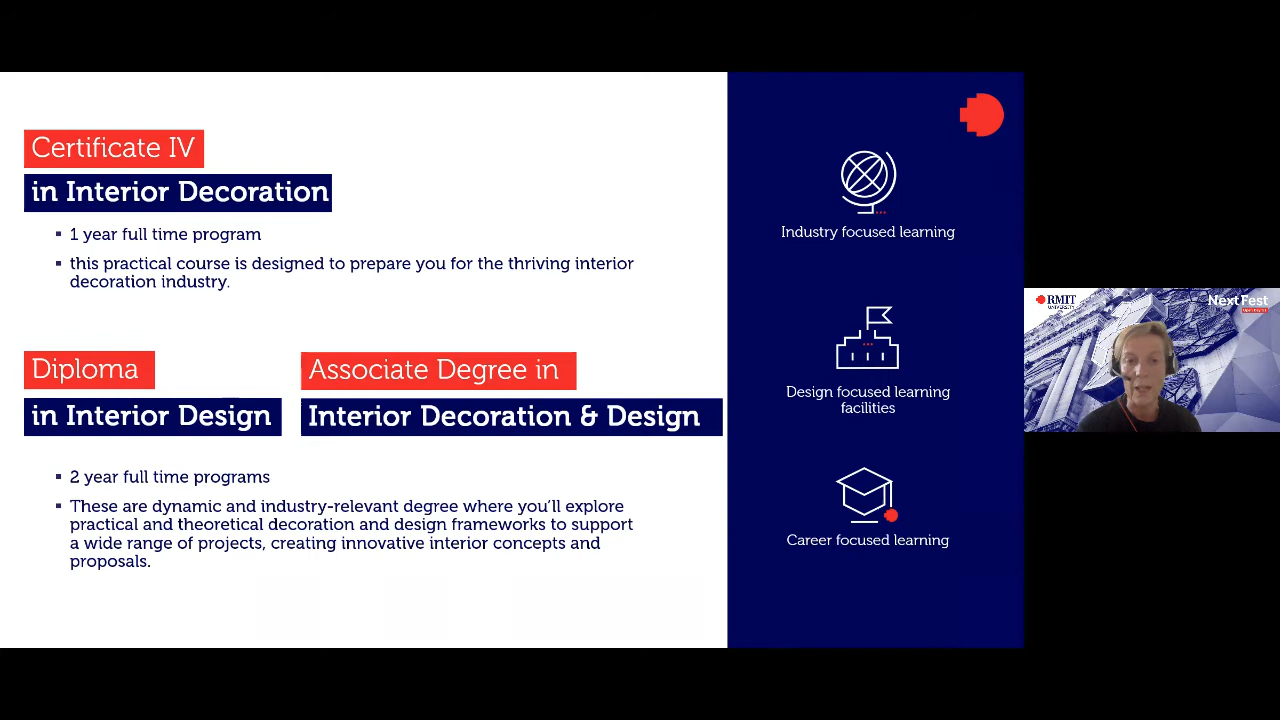 Certificate IV
in Interior Decoration
1 year full time program
this practical course is designed to prepare you for the thriving interior
decoration industry.
Diploma
in Interior Design
Associate Degree in
Interior Decoration & Design
2 year full time programs
These are dynamic and industry-relevant degree where you'll explore
practical and theoretical decoration and design frameworks to support
a wide range of projects, creating innovative interior concepts and
proposals.
Industry focused learning
Design focused learning
facilities
Career focused learning
RMIT
UNIVERSITY
Next Fest